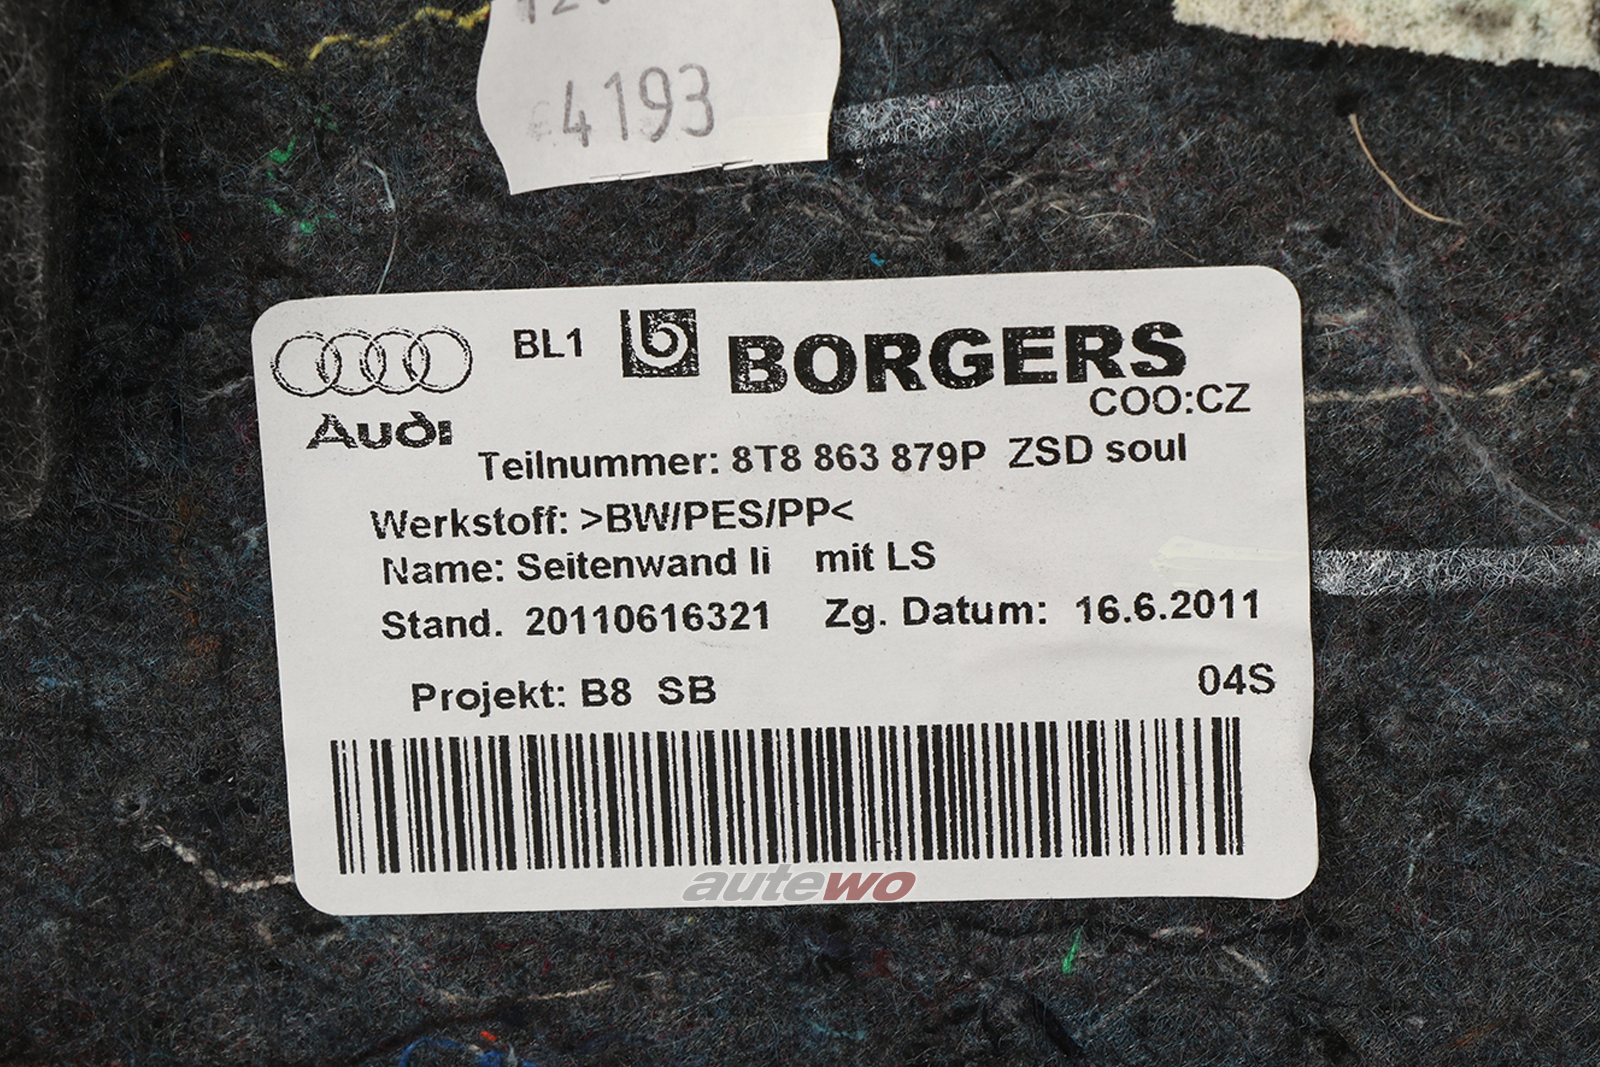 4193
BL1 BORGERS
COO:CZ
Audi
Teilnummer: 8T8 863 879P ZSD soul
Werkstoff: >BW/PES/PP<
Name: Seitenwand li mit LS
Stand. 20110616321 Zg. Datum: 16.6.2011
Projekt: B8 SB 04S
autewo